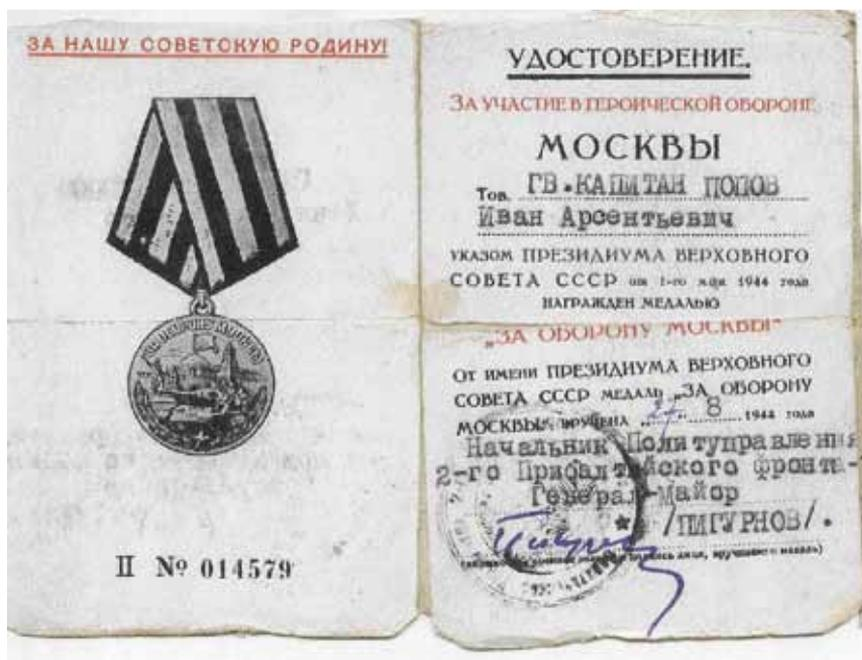 ЗА НАШУ СОВЕТСКУЮ РОДИНУ!
II № 014579
УДОСТОВЕРЕНИЕ.
ЗА УЧАСТИЕ В ГЕРОИЧЕСКОЙ ОБОРОНЕ
МОСКВЫ
Тов. ГВ.КАПИТАН ПОПОВ
Иван Арсентьевич
УКАЗОМ ПРЕЗИДИУМА ВЕРХОВНОГО
СОВЕТА СССР от 1-го мая 1944 года
НАГРАЖДЕН МЕДАЛЬЮ
„ЗА ОБОРОНУ МОСКВЫ"
ОТ ИМЕНИ ПРЕЗИДИУМА ВЕРХОВНОГО
СОВЕТА СССР МЕДАЛЬ „ЗА ОБОРОНУ
МОСКВЫ" ВРУЧЕНА 8 1944 года
Начальник Политуправления
2-го Прибалтийского фронта-
Генерал-майор
/ПИГУРНОВ/.